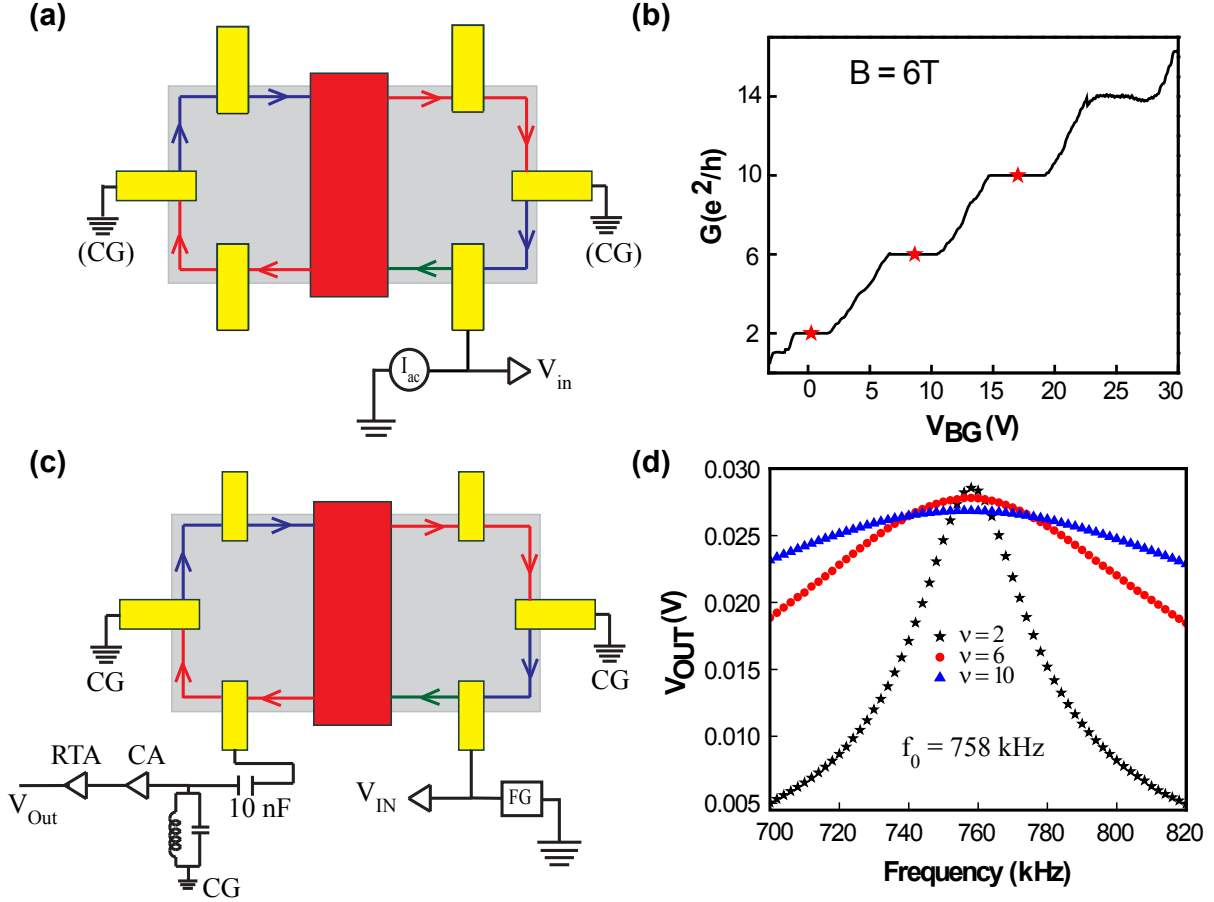 (a)
(CG)
(CG)
I_ac
V_in
(b)
B = 6T
G(e²/h)
14
10
6
2
0 5 10 15 20 25 30
V_BG (V)
(c)
CG
CG
RTA CA
V_Out
10 nF
CG
V_IN
FG
(d)
V_OUT (V)
0.030
0.025
0.020
0.015
0.010
0.005
ν = 2
ν = 6
ν = 10
f_0 = 758 kHz
700 720 740 760 780 800 820
Frequency (kHz)